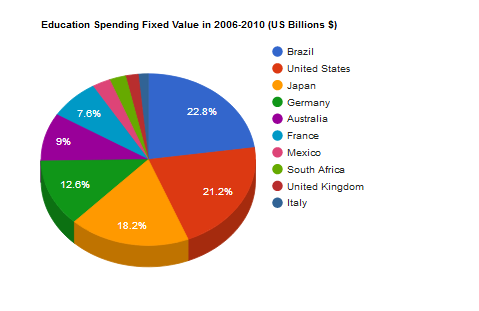 Education Spending Fixed Value in 2006-2010 (US Billions $)
Brazil
United States
Japan
Germany
Australia
France
Mexico
South Africa
United Kingdom
Italy
22.8%
21.2%
18.2%
12.6%
9%
7.6%